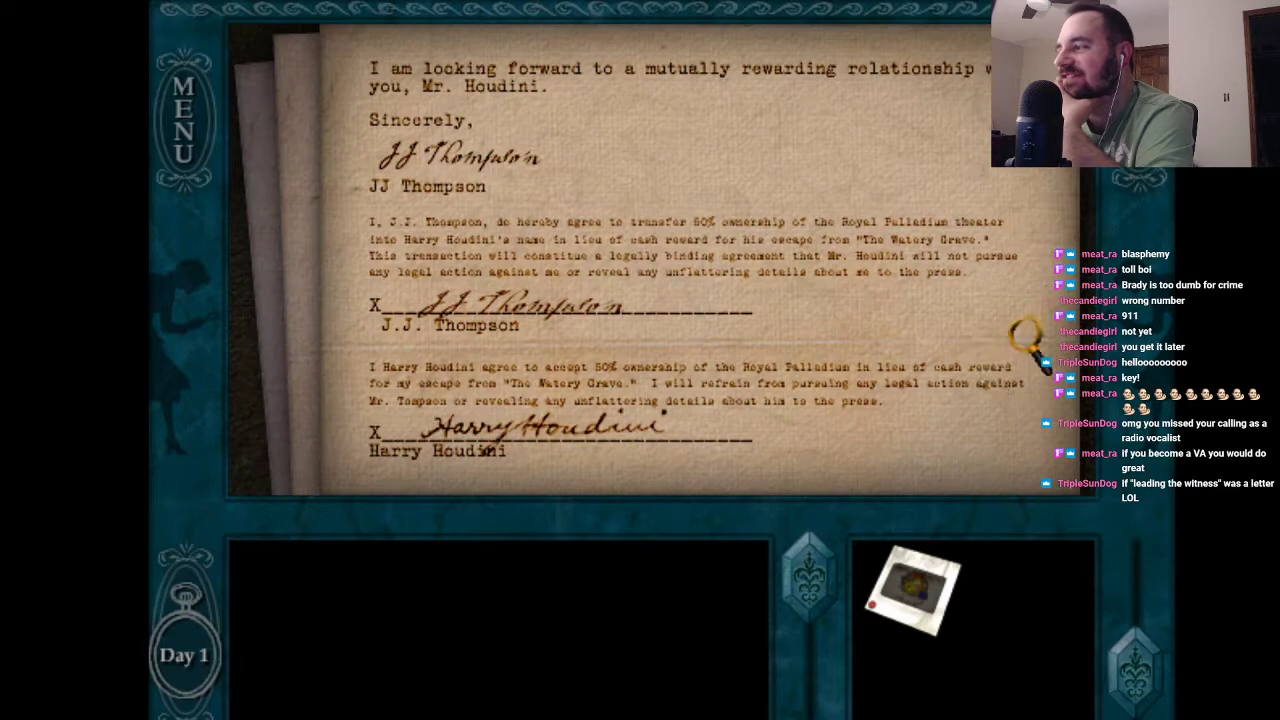 I am looking forward to a mutually rewarding relationship
you, Mr. Houdini.
Sincerely,
JJ Thompson
JJ Thompson
I, J.J. Thompson, do hereby agree to transfer 50% ownership of the Royal Palladium theater
into Harry Houdini's name in lieu of cash reward for his escape from "The Watery Grave."
This transaction will constitute a legally binding agreement that Mr. Houdini will not pursue
any legal action against me or reveal any unflattering details about me to the press.
X JJ Thompson
J.J. Thompson
I Harry Houdini agree to accept 50% ownership of the Royal Palladium in lieu of cash reward
for my escape from "The Watery Grave.". I will refrain from pursuing any legal action against
Mr. Tompson or revealing any unflattering details about him to the press.
X Harry Houdini
Harry Houdini
MENU
Day 1
meat_ra blasphemy
meat_ra toll boi
meat_ra Brady is too dumb for crime
thecandiegirl wrong number
meat_ra 911
thecandiegirl not yet
thecandiegirl you get it later
TripleSunDog hellooooooooo
meat_ra key!
meat_ra
TripleSunDog omg you missed your calling as a
radio vocalist
meat_ra if you become a VA you would do
great
TripleSunDog If "leading the witness" was a letter
LOL